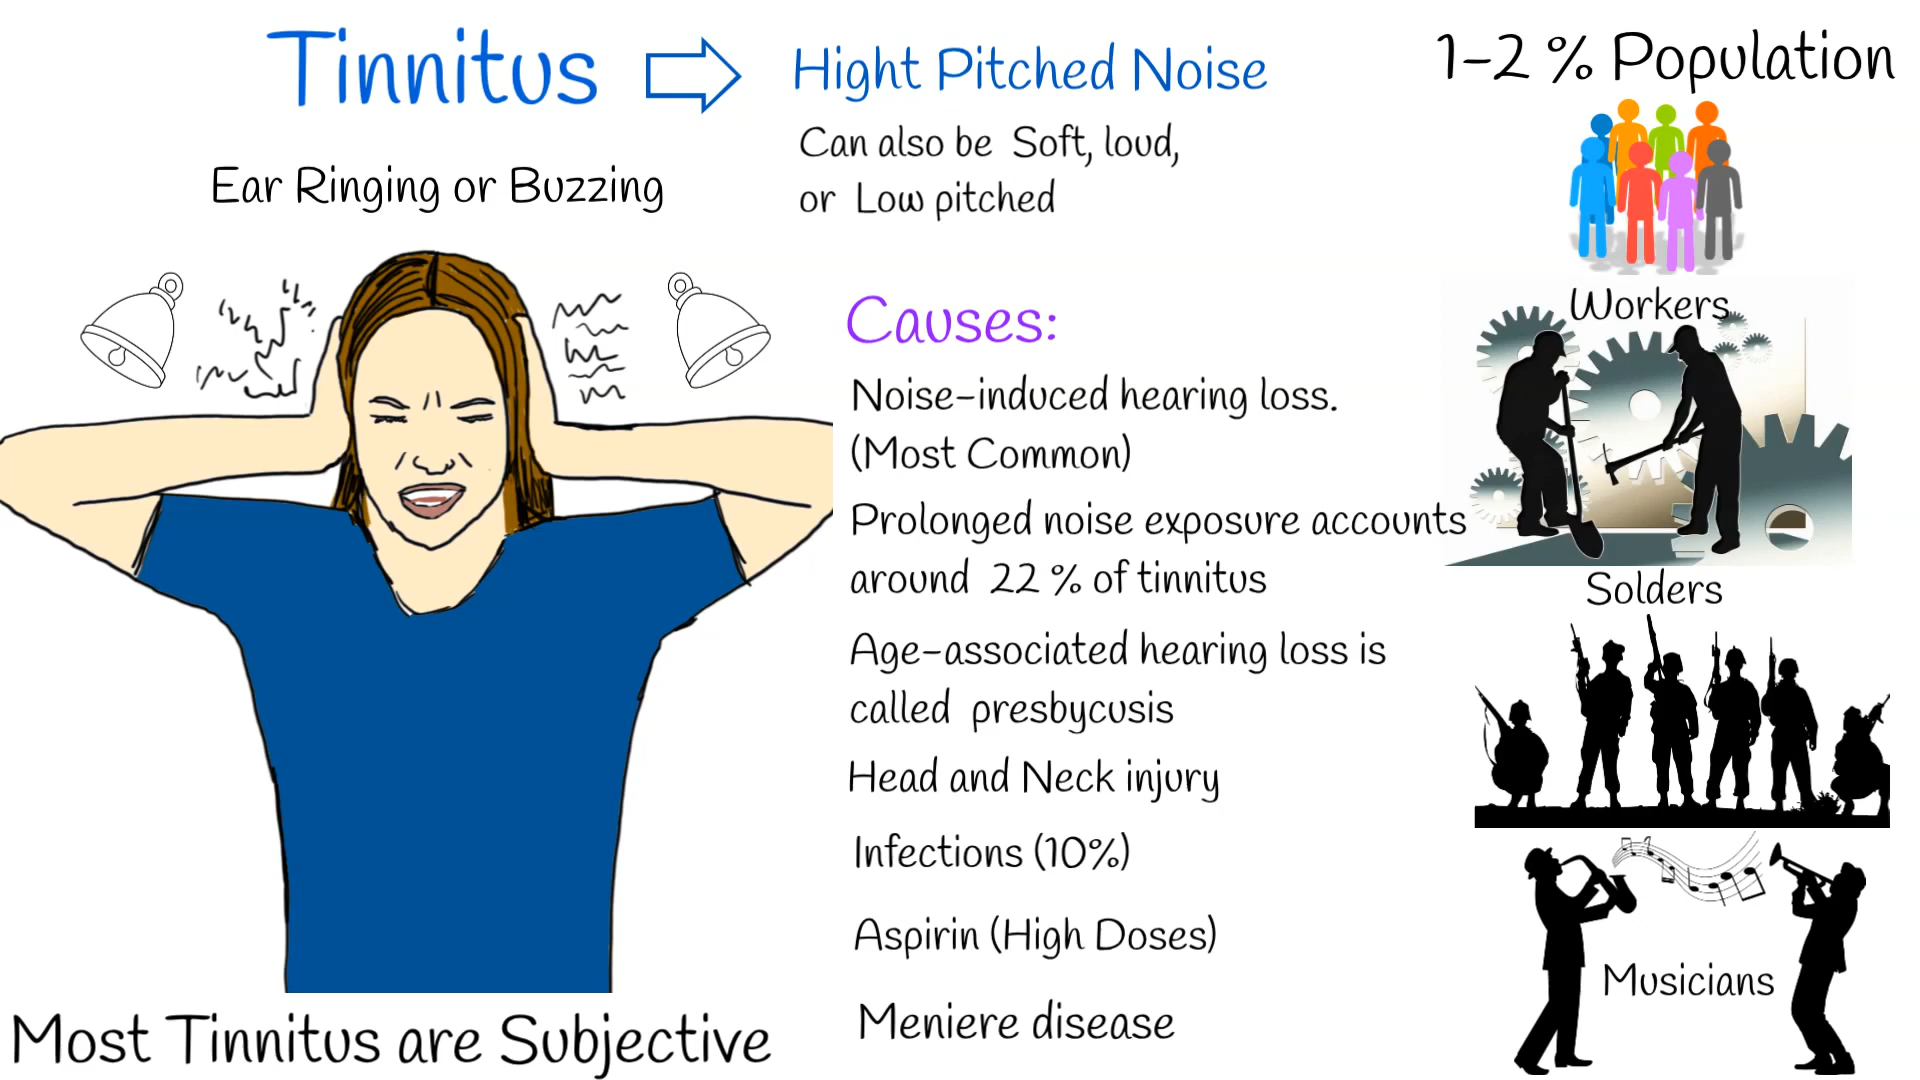 Tinnitus
Ear Ringing or Buzzing
Hight Pitched Noise
Can also be Soft, loud,
or Low pitched
Causes:
Noise-induced hearing loss.
(Most Common)
Prolonged noise exposure accounts
around 22 % of tinnitus
Age-associated hearing loss is
called presbycusis
Head and Neck injury
Infections (10%)
Aspirin (High Doses)
Meniere disease
1-2 % Population
Workers
Solders
Musicians
Most Tinnitus are Subjective